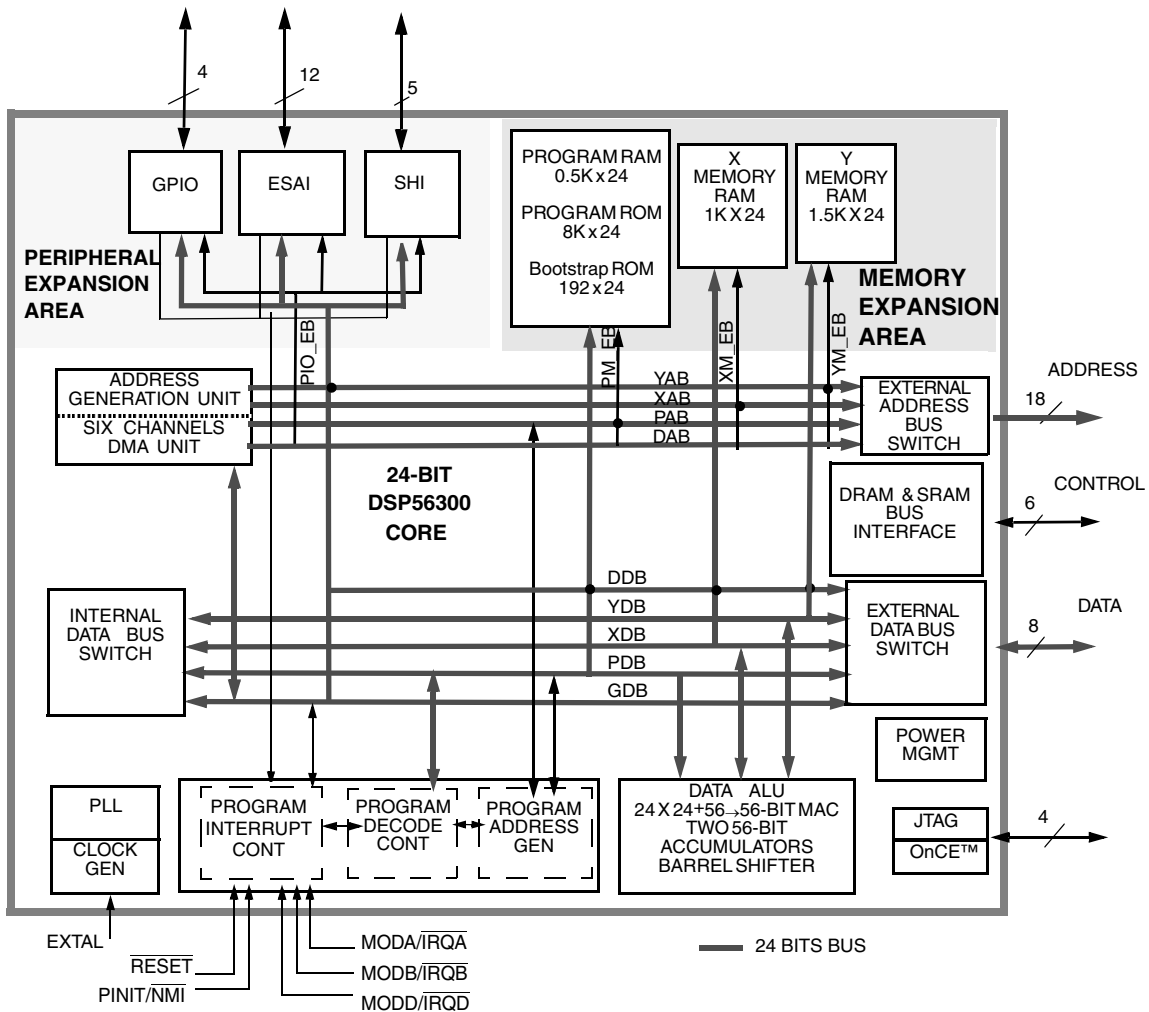 4
12
5
GPIO
ESAI
SHI
PERIPHERAL
EXPANSION
AREA
PROGRAM RAM
0.5K x 24
PROGRAM ROM
8K x 24
Bootstrap ROM
192 x 24
X
MEMORY
RAM
1K X 24
Y
MEMORY
RAM
1.5K X 24
MEMORY
EXPANSION
AREA
PIO_EB
PM_EB
XM_EB
YM_EB
ADDRESS
GENERATION UNIT
SIX CHANNELS
DMA UNIT
YAB
XAB
PAB
DAB
EXTERNAL
ADDRESS
BUS
SWITCH
ADDRESS
18
24-BIT
DSP56300
CORE
DRAM & SRAM
BUS
INTERFACE
CONTROL
6
INTERNAL
DATA BUS
SWITCH
DDB
YDB
XDB
PDB
GDB
EXTERNAL
DATA BUS
SWITCH
DATA
8
POWER
MGMT
PLL
CLOCK
GEN
PROGRAM
INTERRUPT
CONT
PROGRAM
DECODE
CONT
PROGRAM
ADDRESS
GEN
DATA ALU
24 X 24+56→56-BIT MAC
TWO 56-BIT
ACCUMULATORS
BARREL SHIFTER
JTAG
OnCE™
4
EXTAL
RESET
PINIT/NMI
MODA/IRQA
MODB/IRQB
MODD/IRQD
24 BITS BUS